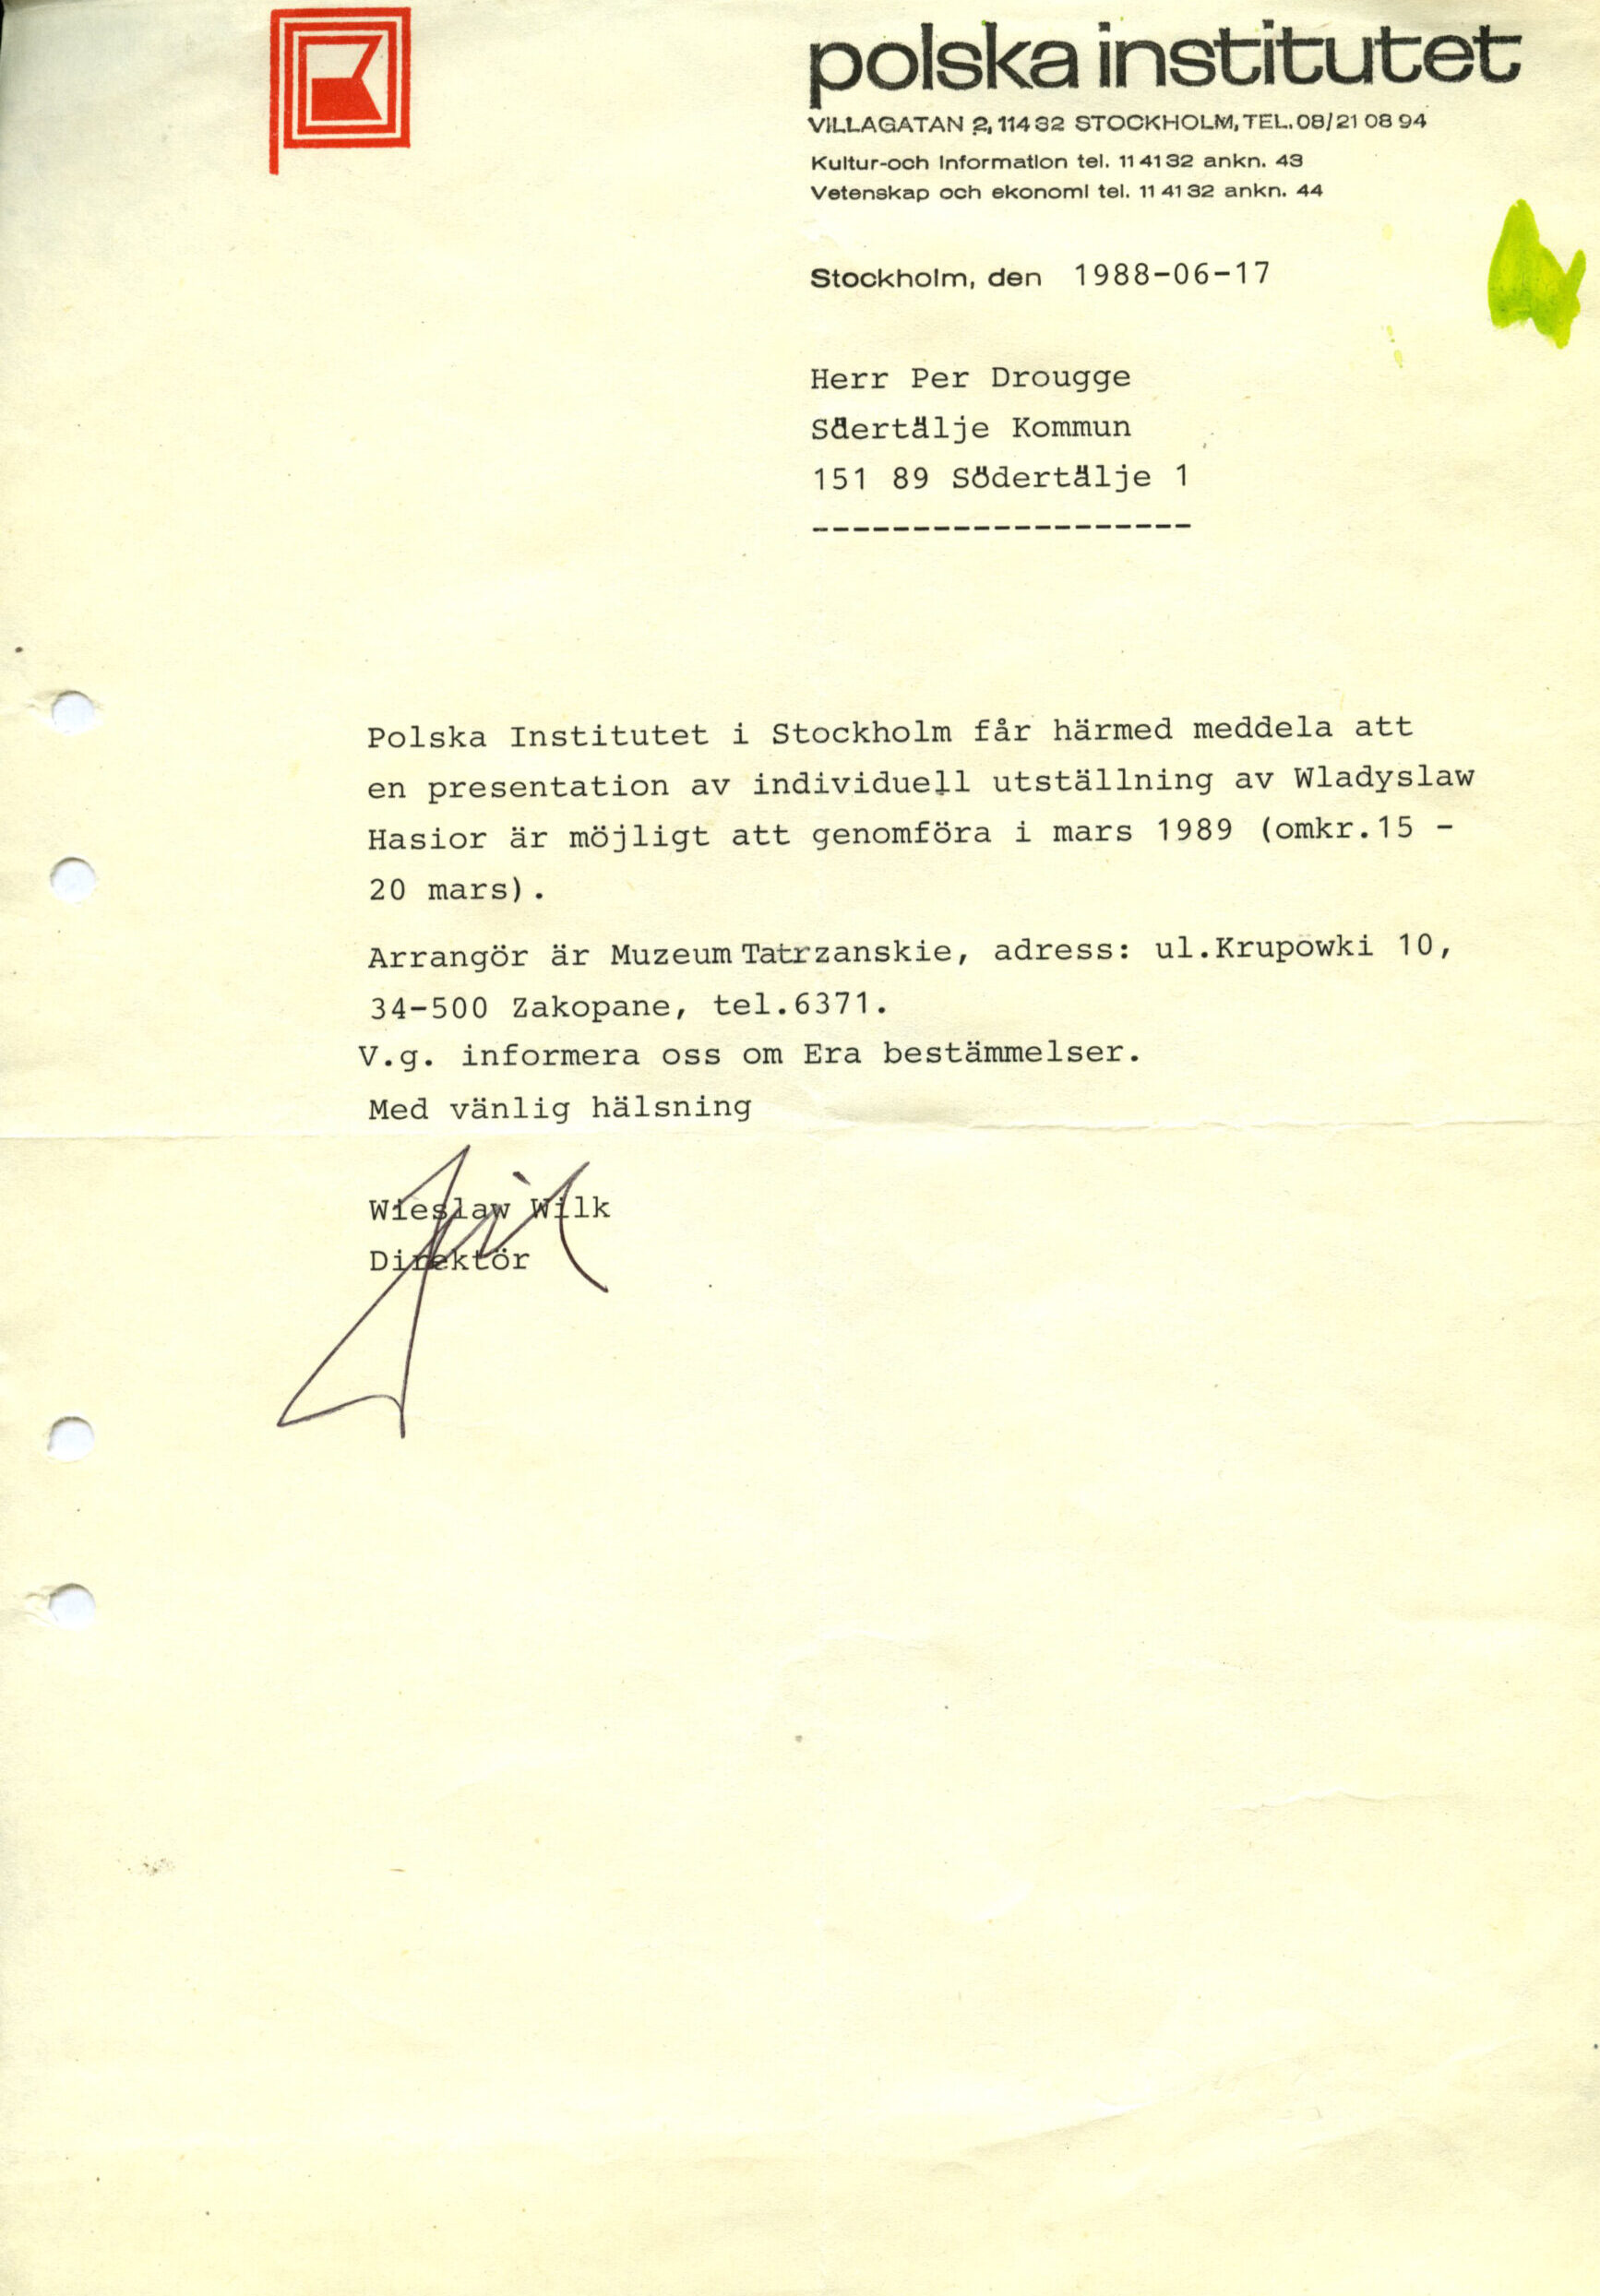 polska institutet
VILLAGATAN 2, 114 32 STOCKHOLM, TEL. 08/21 08 94
Kultur-och Information tel. 11 41 32 ankn. 43
Vetenskap och ekonomi tel. 11 41 32 ankn. 44
Stockholm, den 1988-06-17
Herr Per Drougge
Södertälje Kommun
151 89 Södertälje 1
-------------------
Polska Institutet i Stockholm får härmed meddela att
en presentation av individuell utställning av Wladyslaw
Hasior är möjligt att genomföra i mars 1989 (omkr.15 -
20 mars).
Arrangör är Muzeum Tatrzanskie, adress: ul.Krupowki 10,
34-500 Zakopane, tel.6371.
V.g. informera oss om Era bestämmelser.
Med vänlig hälsning
Wieslaw Wilk
Direktör